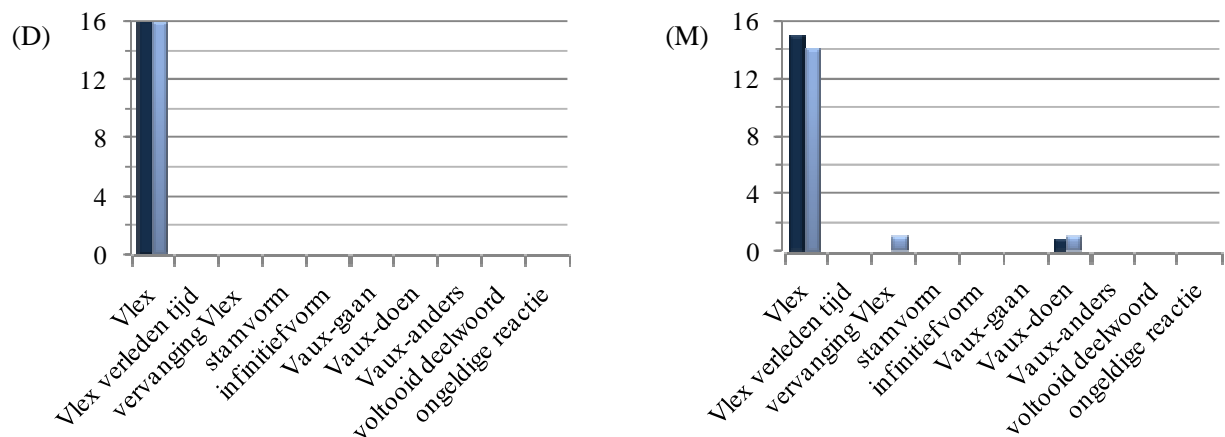 (D)
16
12
8
4
0
Vlex
Vlex verleden tijd
vervanging Vlex
stamvorm
infinitiefvorm
Vaux-gaan
Vaux-doen
Vaux-anders
voltooid deelwoord
ongeldige reactie
(M)
16
12
8
4
0
Vlex
Vlex verleden tijd
vervanging Vlex
stamvorm
infinitiefvorm
Vaux-gaan
Vaux-doen
Vaux-anders
voltooid deelwoord
ongeldige reactie